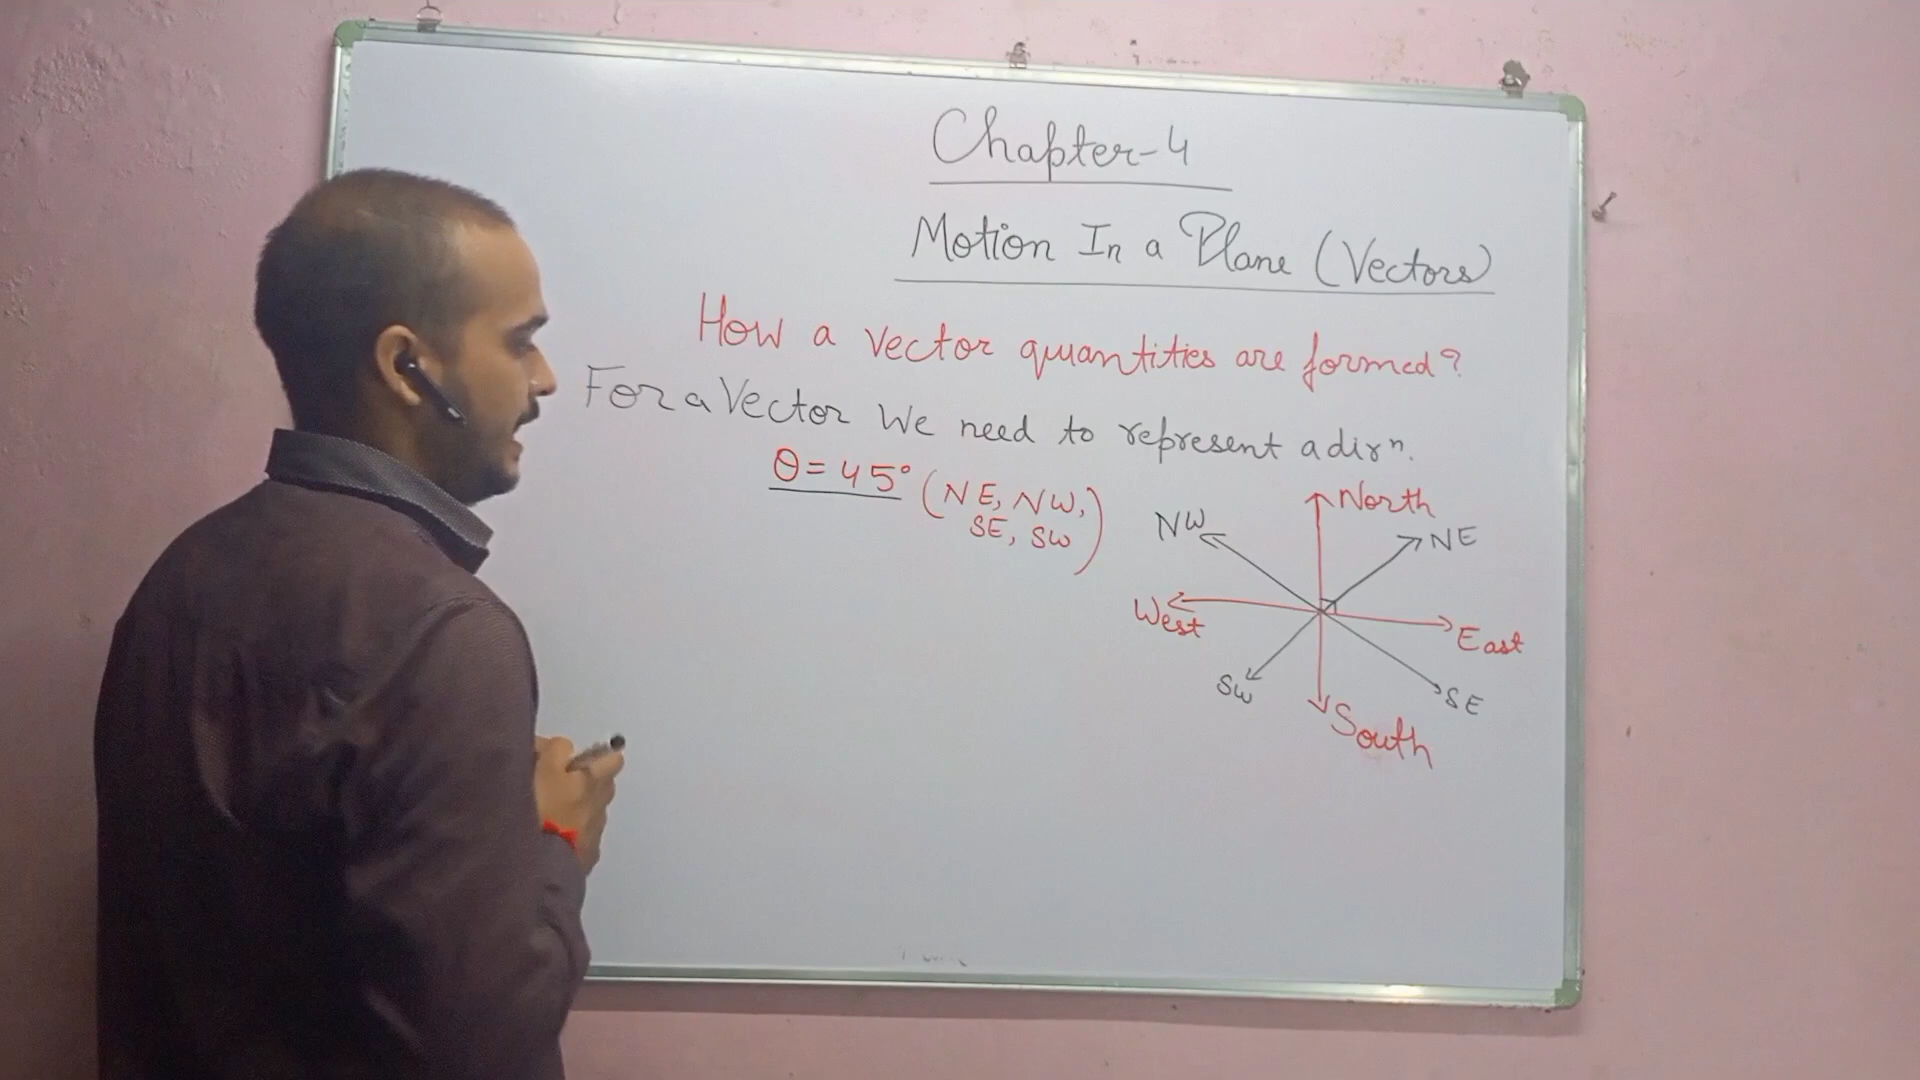 Chapter-4
Motion In a Plane (Vectors)
How a vector quantities are formed?
For a Vector We need to represent a dirⁿ.
θ = 45° (NE, NW,
SE, SW)
North
NW
NE
West
East
SW
SE
South